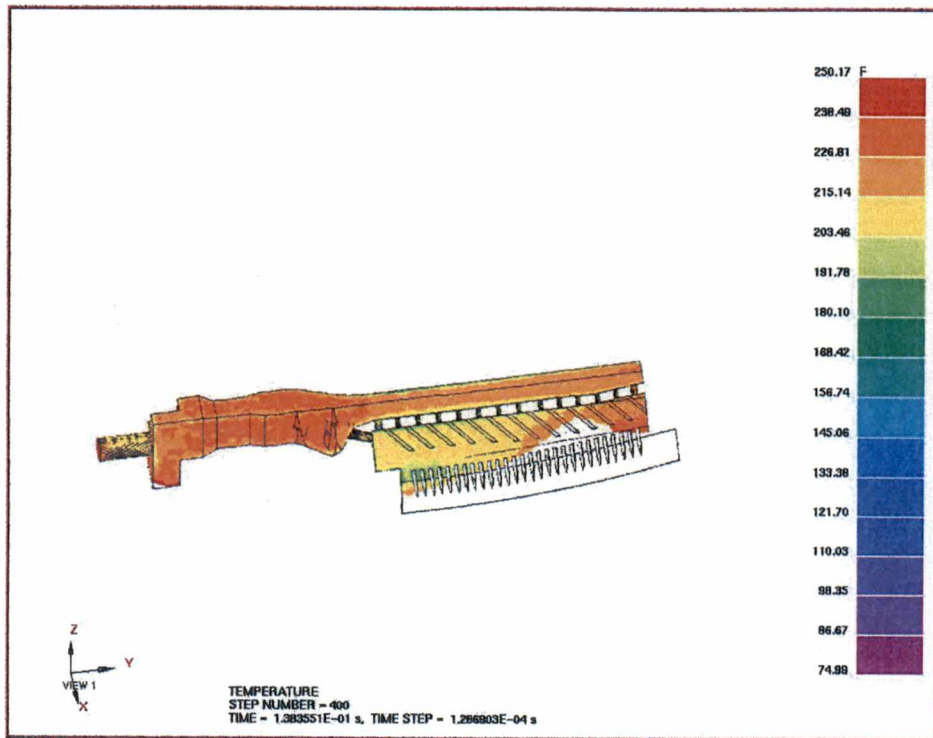 250.17 F
238.49
226.81
215.14
203.46
191.78
180.10
168.42
156.74
145.06
133.38
121.70
110.03
98.35
86.67
74.99
Z
Y
VIEW 1
X
TEMPERATURE
STEP NUMBER = 400
TIME = 1.383551E-01 s, TIME STEP = 1.286903E-04 s